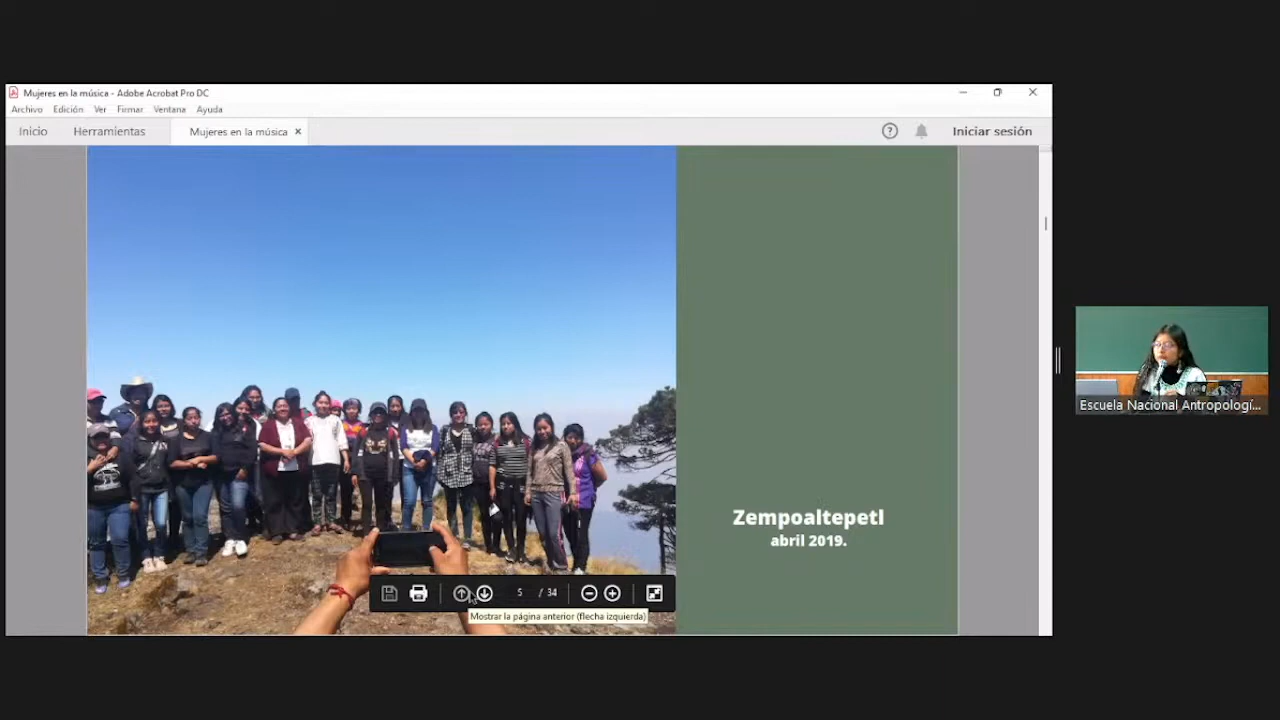 Mujeres en la música - Adobe Acrobat Pro DC
Archivo Edición Ver Firmar Ventana Ayuda
Inicio Herramientas Mujeres en la música × Iniciar sesión
Zempoaltepetl
abril 2019.
5 / 34
Mostrar la página anterior (flecha izquierda)
Escuela Nacional Antropologí...